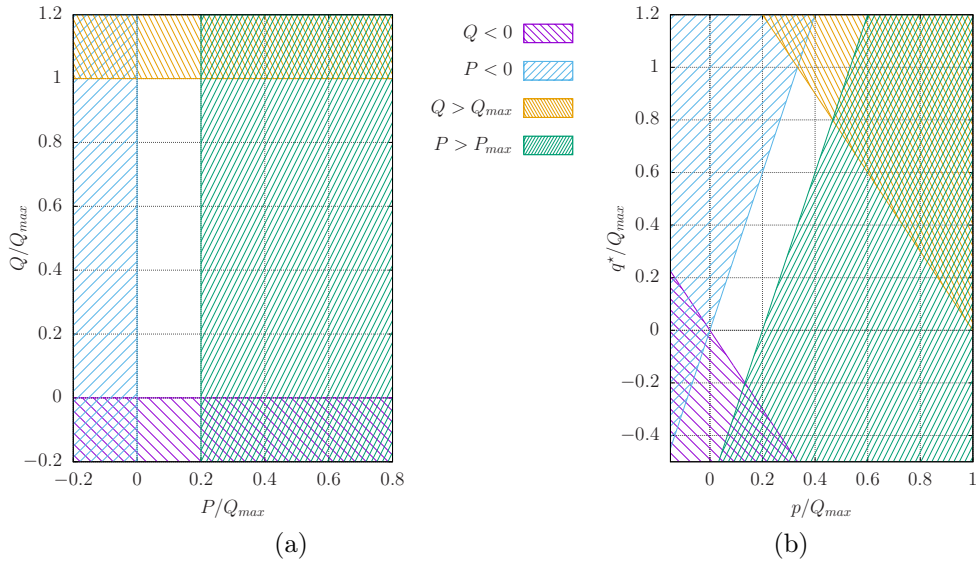 1.2
1
0.8
0.6
0.4
0.2
0
−0.2
Q/Q_max
−0.2 0 0.2 0.4 0.6 0.8
P/Q_max
(a)
Q < 0
P < 0
Q > Q_max
P > P_max
1.2
1
0.8
0.6
0.4
0.2
0
−0.2
−0.4
q⋆/Q_max
0 0.2 0.4 0.6 0.8 1
p/Q_max
(b)